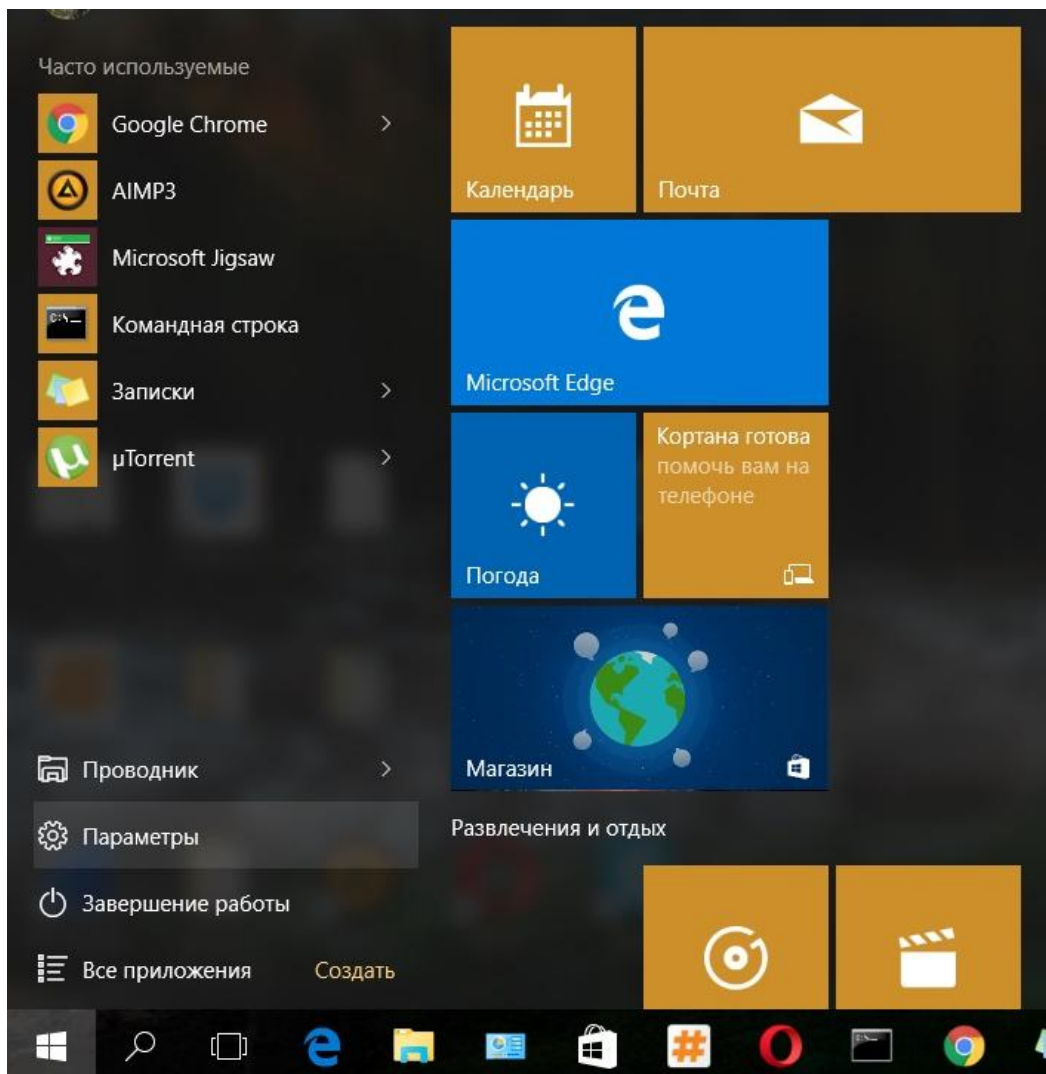 Часто используемые
Google Chrome
AIMP3
Microsoft Jigsaw
Командная строка
Записки
µTorrent
Проводник
Параметры
Завершение работы
Все приложения
Создать
Календарь
Почта
Microsoft Edge
Погода
Кортана готова
помочь вам на
телефоне
Магазин
Развлечения и отдых